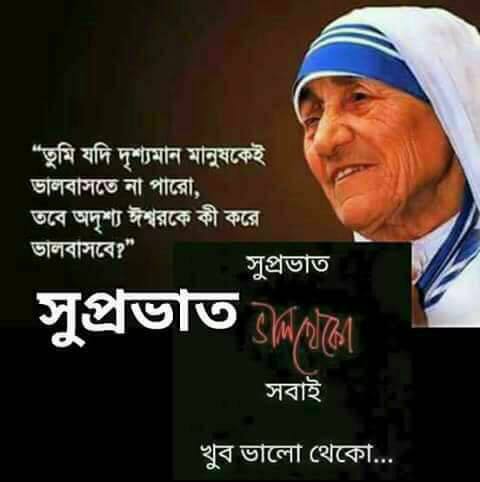 “তুমি যদি দৃশ্যমান মানুষকেই
ভালবাসতে না পারো,
তবে অদৃশ্য ঈশ্বরকে কী করে
ভালবাসবে?”
সুপ্রভাত
সুপ্রভাত
ভাল থেকো
সবাই
খুব ভালো থেকো...